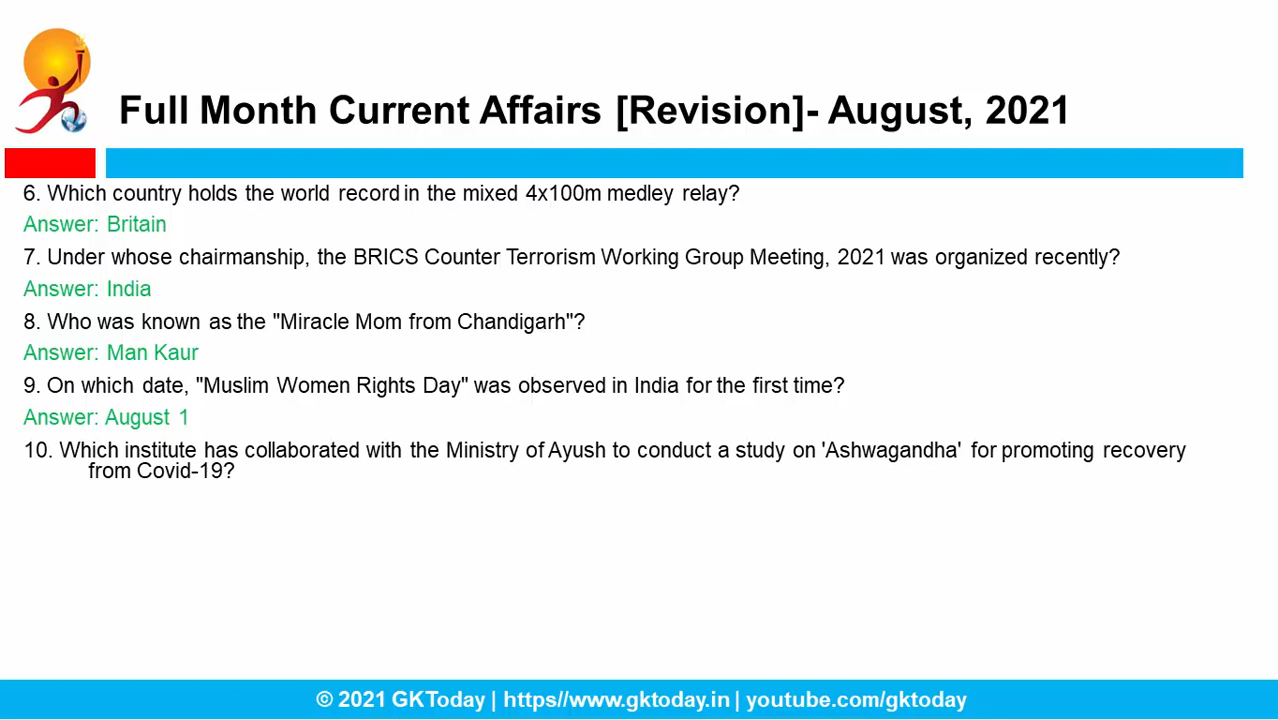 Full Month Current Affairs [Revision]- August, 2021
6. Which country holds the world record in the mixed 4x100m medley relay?
Answer: Britain
7. Under whose chairmanship, the BRICS Counter Terrorism Working Group Meeting, 2021 was organized recently?
Answer: India
8. Who was known as the "Miracle Mom from Chandigarh"?
Answer: Man Kaur
9. On which date, "Muslim Women Rights Day" was observed in India for the first time?
Answer: August 1
10. Which institute has collaborated with the Ministry of Ayush to conduct a study on 'Ashwagandha' for promoting recovery
from Covid-19?
© 2021 GKToday | https//www.gktoday.in | youtube.com/gktoday